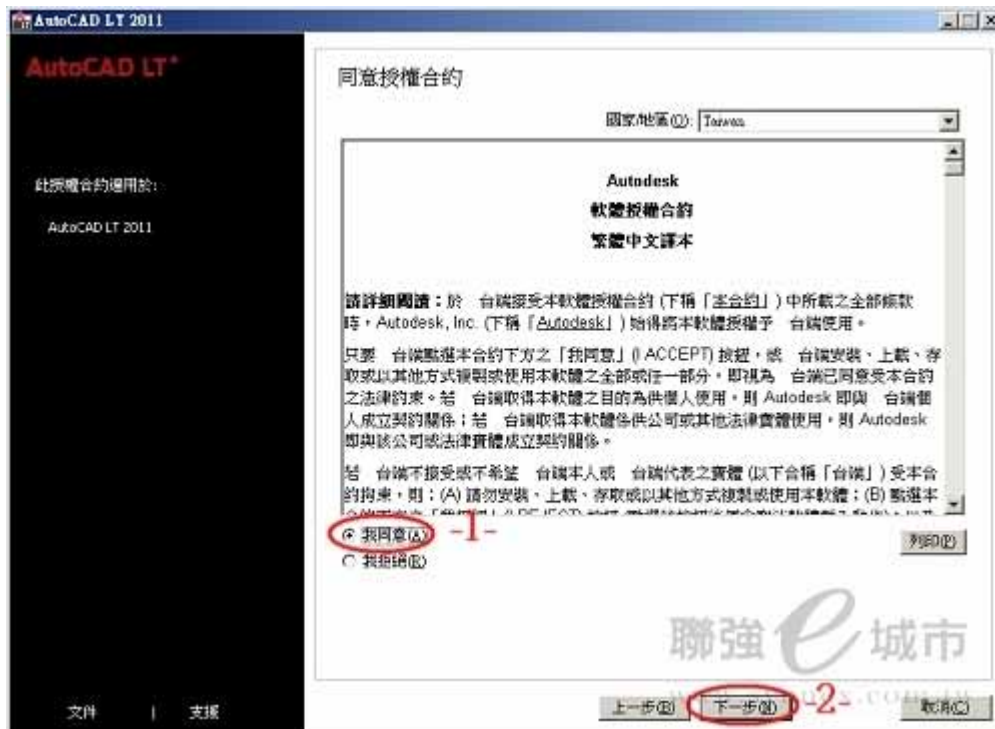 AutoCAD LT 2011
AutoCAD LT
同意授權合約
國家/地區(O): Taiwan
此授權合約適用於:
AutoCAD LT 2011
Autodesk
軟體授權合約
繁體中文譯本
請詳細閱讀：於 台端接受本軟體授權合約 (下稱「本合約」) 中所載之全部條款
時，Autodesk, Inc. (下稱「Autodesk」) 始得將本軟體授權予 台端使用。
只要 台端點選本合約下方之「我同意」(I ACCEPT) 按鈕，或 台端安裝、上載、存
取或以其他方式複製或使用本軟體之全部或任一部分，即視為 台端已同意受本合約
之法律約束。若 台端取得本軟體之目的為供個人使用，則 Autodesk 即與 台端個
人成立契約關係；若 台端取得本軟體係供公司或其他法律實體使用，則 Autodesk
即與該公司或法律實體成立契約關係。
若 台端不接受或不希望 台端本人或 台端代表之實體 (以下合稱「台端」) 受本合
約拘束，則：(A) 請勿安裝、上載、存取或以其他方式複製或使用本軟體；(B) 點選本
我同意(A) -1-
我拒絕(R)
列印(P)
聯強e城市
文件 | 支援
上一步(B) 下一步(N) -2- 取消(C)